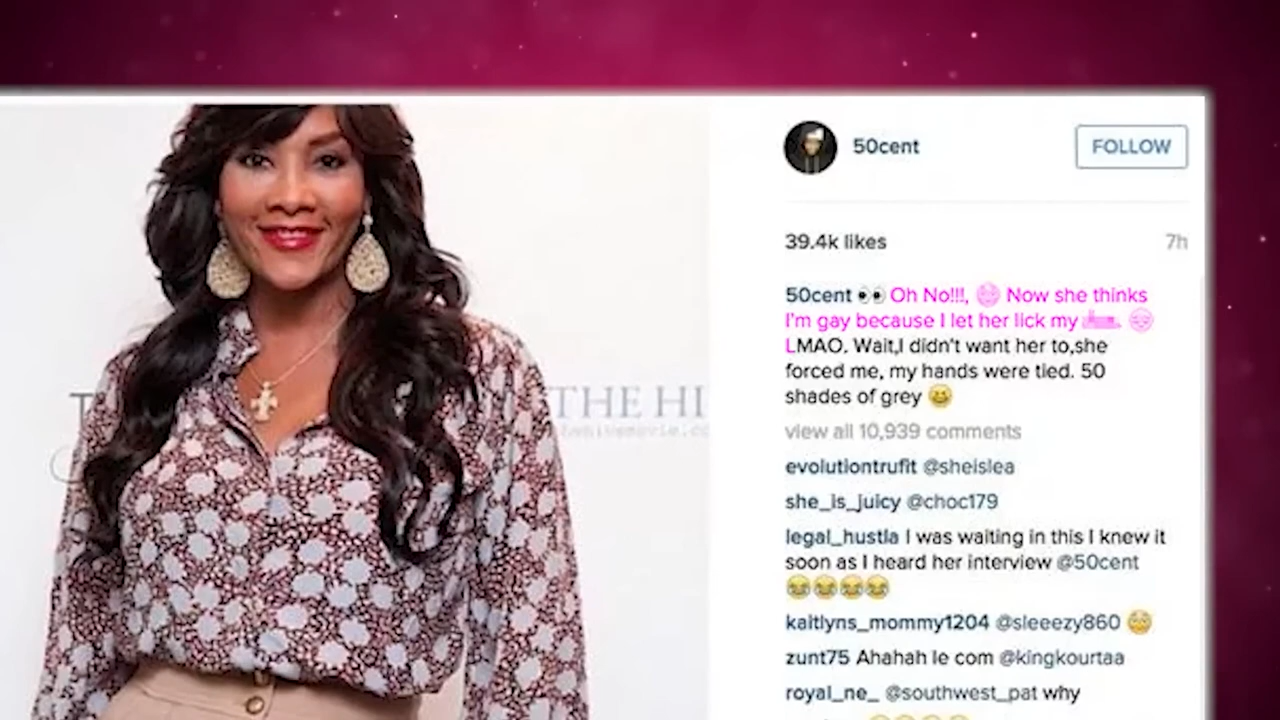 50cent
FOLLOW
39.4k likes
7h
50cent 👀 Oh No!!!, Now she thinks
I'm gay because I let her lick my
LMAO. Wait,I didn't want her to,she
forced me, my hands were tied. 50
shades of grey 😄
view all 10,939 comments
evolutiontrufit @sheislea
she_is_juicy @choc179
legal_hustla I was waiting in this I knew it
soon as I heard her interview @50cent
😂😂😂😂
kaitlyns_mommy1204 @sleeezy860 😳
zunt75 Ahahah le com @kingkourtaa
royal_ne_ @southwest_pat why
THE HI